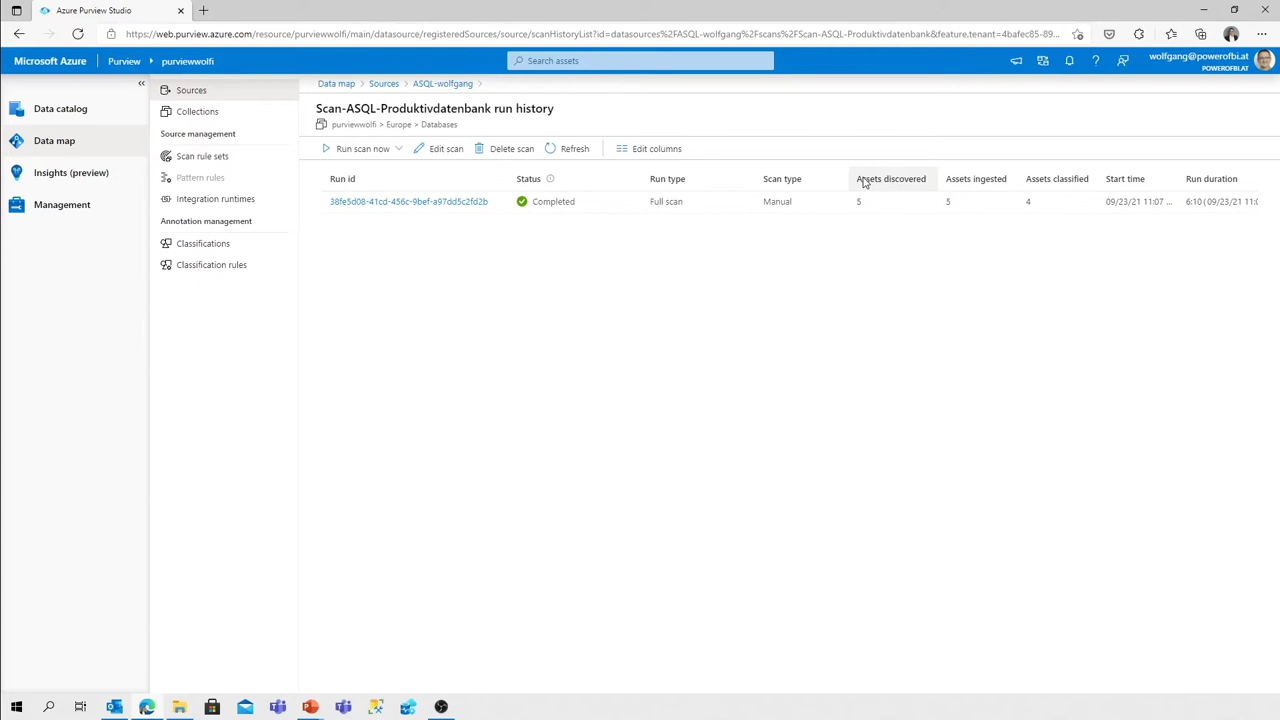 Azure Purview Studio
https://web.purview.azure.com/resource/purviewwolfi/main/datasource/registeredSources/source/scanHistoryList?id=datasources%2FASQL-wolfgang%2Fscans%2FScan-ASQL-Produktivdatenbank&feature.tenant=4bafec85-89...
Microsoft Azure
Purview
purviewwolfi
Search assets
wolfgang@powerofbi.at
POWEROFBI.AT
Data catalog
Data map
Insights (preview)
Management
Sources
Collections
Source management
Scan rule sets
Pattern rules
Integration runtimes
Annotation management
Classifications
Classification rules
Data map > Sources > ASQL-wolfgang >
Scan-ASQL-Produktivdatenbank run history
purviewwolfi > Europe > Databases
Run scan now
Edit scan
Delete scan
Refresh
Edit columns
Run id Status Run type Scan type Assets discovered Assets ingested Assets classified Start time Run duration
38fe5d08-41cd-456c-9bef-a97dd5c2fd2b Completed Full scan Manual 5 5 4 09/23/21 11:07 ... 6:10 (09/23/21 11:0